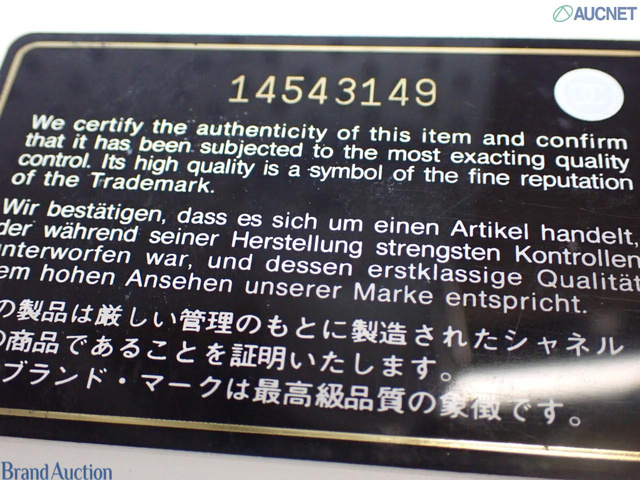 AUCNET
14543149
We certify the authenticity of this item and confirm
that it has been subjected to the most exacting quality
control. Its high quality is a symbol of the fine reputation
of the Trademark.
Wir bestätigen, dass es sich um einen Artikel handelt,
der während seiner Herstellung strengsten Kontrollen
unterworfen war, und dessen erstklassige Qualität
em hohen Ansehen unserer Marke entspricht.
の製品は厳しい管理のもとに製造されたシャネル
の商品であることを証明いたします。
ブランド・マークは最高級品質の象徴です。
Brand Auction